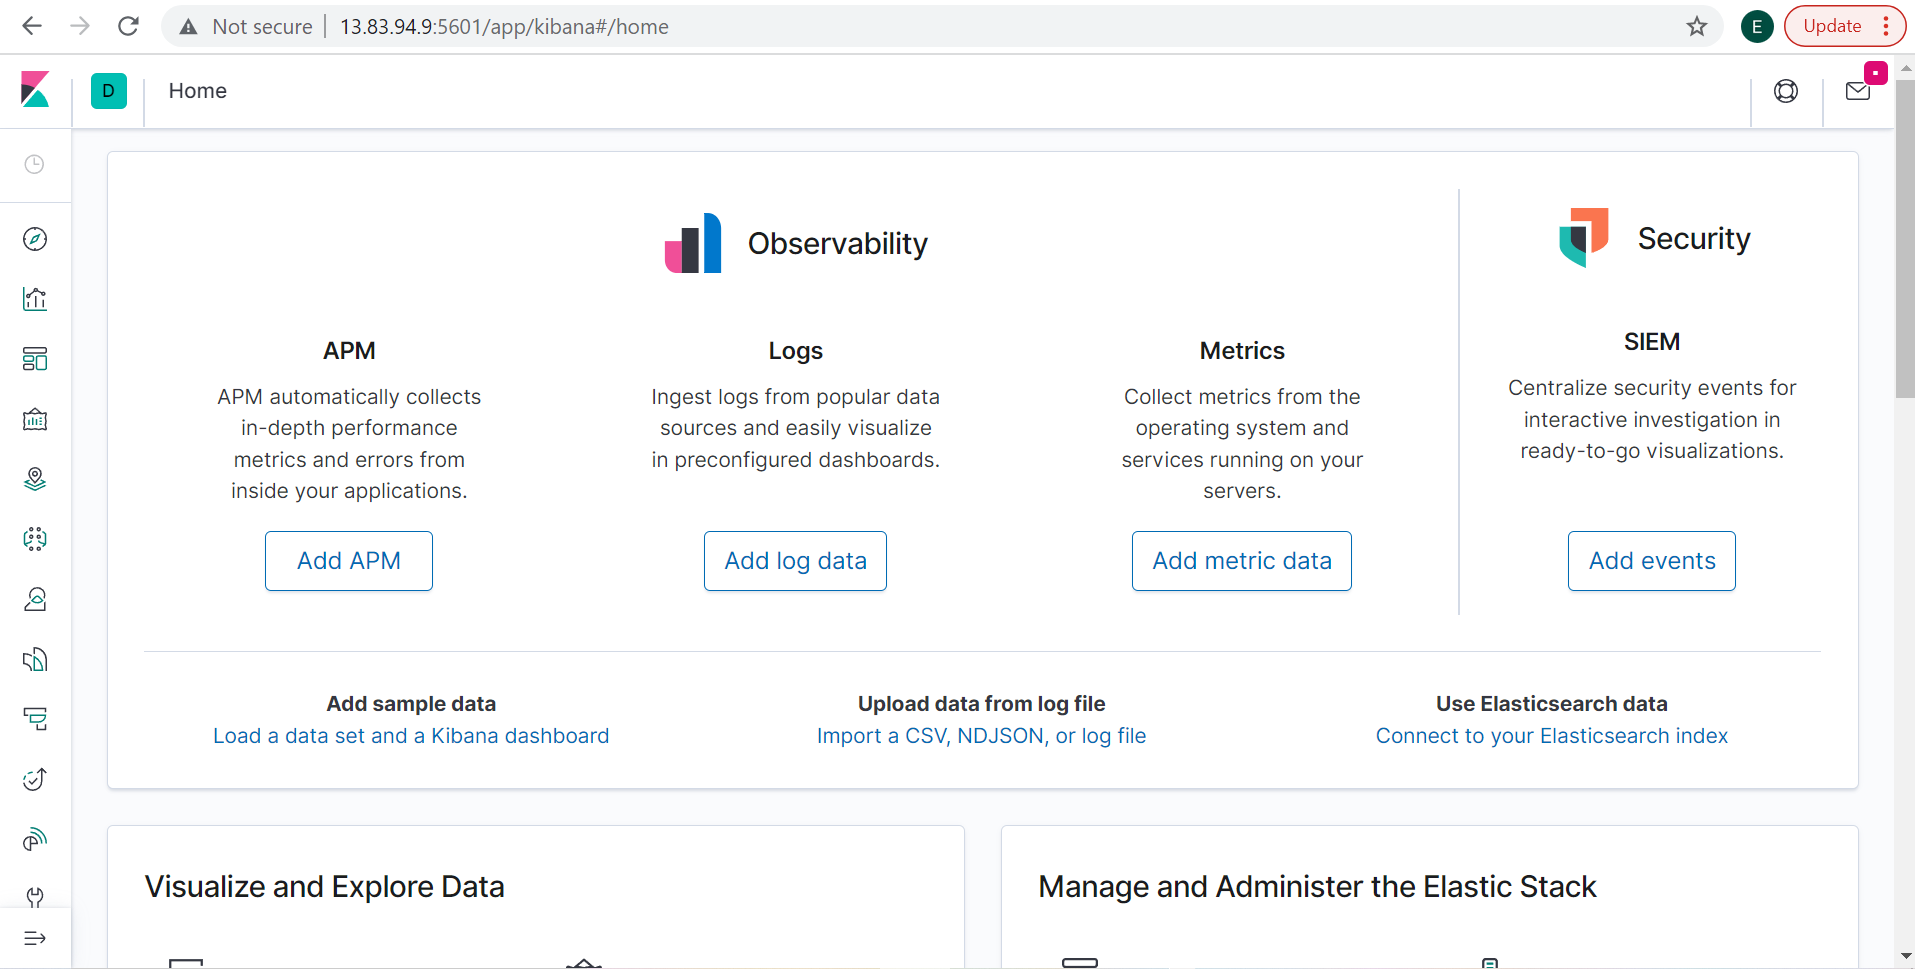 Not secure
13.83.94.9:5601/app/kibana#/home
E
Update
D
Home
Observability
Security
APM
APM automatically collects
in-depth performance
metrics and errors from
inside your applications.
Add APM
Logs
Ingest logs from popular data
sources and easily visualize
in preconfigured dashboards.
Add log data
Metrics
Collect metrics from the
operating system and
services running on your
servers.
Add metric data
SIEM
Centralize security events for
interactive investigation in
ready-to-go visualizations.
Add events
Add sample data
Load a data set and a Kibana dashboard
Upload data from log file
Import a CSV, NDJSON, or log file
Use Elasticsearch data
Connect to your Elasticsearch index
Visualize and Explore Data
Manage and Administer the Elastic Stack